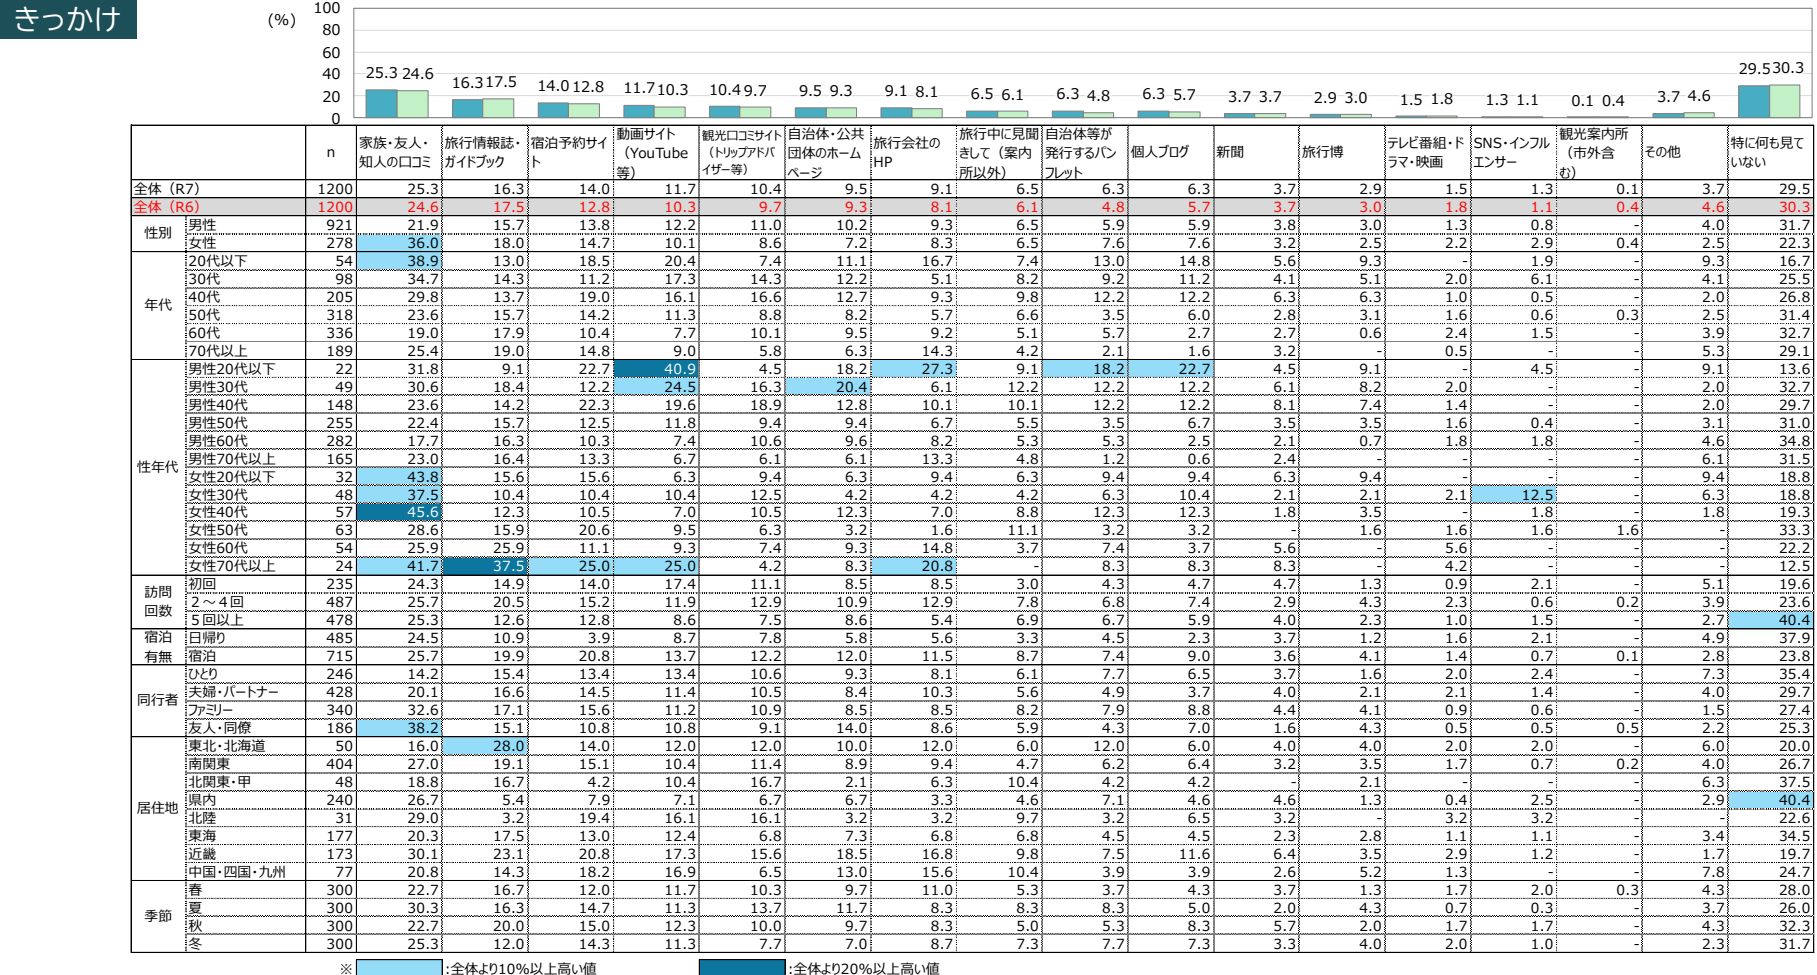 きっかけ
(%)
100
80
60
40
20
0
25.3 24.6 16.3 17.5 14.0 12.8 11.7 10.3 10.4 9.7 9.5 9.3 9.1 8.1 6.5 6.1 6.3 4.8 6.3 5.7 3.7 3.7 2.9 3.0 1.5 1.8 1.3 1.1 0.1 0.4 3.7 4.6 29.5 30.3
n 家族・友人・知人の口コミ 旅行情報誌・ガイドブック 宿泊予約サイト 動画サイト（YouTube等） 観光口コミサイト（トリップアドバイザー等） 自治体・公共団体のホームページ 旅行会社のHP 旅行中に見聞きして（案内所以外） 自治体等が発行するパンフレット 個人ブログ 新聞 旅行博 テレビ番組・ドラマ・映画 SNS・インフルエンサー 観光案内所（市外含む） その他 特に何も見ていない
全体（R7） 1200 25.3 16.3 14.0 11.7 10.4 9.5 9.1 6.5 6.3 6.3 3.7 2.9 1.5 1.3 0.1 3.7 29.5
全体（R6） 1200 24.6 17.5 12.8 10.3 9.7 9.3 8.1 6.1 4.8 5.7 3.7 3.0 1.8 1.1 0.4 4.6 30.3
性別 男性 921 21.9 15.7 13.8 12.2 11.0 10.2 9.3 6.5 5.9 5.9 3.8 3.0 1.3 0.8 - 4.0 31.7
女性 278 36.0 18.0 14.7 10.1 8.6 7.2 8.3 6.5 7.6 7.6 3.2 2.5 2.2 2.9 0.4 2.5 22.3
年代 20代以下 54 38.9 13.0 18.5 20.4 7.4 11.1 16.7 7.4 13.0 14.8 5.6 9.3 - 1.9 - 9.3 16.7
30代 98 34.7 14.3 11.2 17.3 14.3 12.2 5.1 8.2 9.2 11.2 4.1 5.1 2.0 6.1 - 4.1 25.5
40代 205 29.8 13.7 19.0 16.1 16.6 12.7 9.3 9.8 12.2 12.2 6.3 6.3 1.0 0.5 - 2.0 26.8
50代 318 23.6 15.7 14.2 11.3 8.8 8.2 5.7 6.6 3.5 6.0 2.8 3.1 1.6 0.6 0.3 2.5 31.4
60代 336 19.0 17.9 10.4 7.7 10.1 9.5 9.2 5.1 5.7 2.7 2.7 0.6 2.4 1.5 - 3.9 32.7
70代以上 189 25.4 19.0 14.8 9.0 5.8 6.3 14.3 4.2 2.1 1.6 3.2 - 0.5 - - 5.3 29.1
性年代 男性20代以下 22 31.8 9.1 22.7 40.9 4.5 18.2 27.3 9.1 18.2 22.7 4.5 9.1 - 4.5 - 9.1 13.6
男性30代 49 30.6 18.4 12.2 24.5 16.3 20.4 6.1 12.2 12.2 12.2 6.1 8.2 2.0 - - 2.0 32.7
男性40代 148 23.6 14.2 22.3 19.6 18.9 12.8 10.1 10.1 12.2 12.2 8.1 7.4 1.4 - - 2.0 29.7
男性50代 255 22.4 15.7 12.5 11.8 9.4 9.4 6.7 5.5 3.5 6.7 3.5 3.5 1.6 0.4 - 3.1 31.0
男性60代 282 17.7 16.3 10.3 7.4 10.6 9.6 8.2 5.3 5.3 2.5 2.1 0.7 1.8 1.8 - 4.6 34.8
男性70代以上 165 23.0 16.4 13.3 6.7 6.1 6.1 13.3 4.8 1.2 0.6 2.4 - - - - 6.1 31.5
女性20代以下 32 43.8 15.6 15.6 6.3 9.4 6.3 9.4 6.3 9.4 9.4 6.3 9.4 - - - 9.4 18.8
女性30代 48 37.5 10.4 10.4 10.4 12.5 4.2 4.2 4.2 6.3 10.4 2.1 2.1 2.1 12.5 - 6.3 18.8
女性40代 57 45.6 12.3 10.5 7.0 10.5 12.3 7.0 8.8 12.3 12.3 1.8 3.5 - 1.8 - 1.8 19.3
女性50代 63 28.6 15.9 20.6 9.5 6.3 3.2 1.6 11.1 3.2 3.2 - 1.6 1.6 1.6 1.6 - 33.3
女性60代 54 25.9 25.9 11.1 9.3 7.4 9.3 14.8 3.7 7.4 3.7 5.6 - 5.6 - - - 22.2
女性70代以上 24 41.7 37.5 25.0 25.0 4.2 8.3 20.8 - 8.3 8.3 8.3 - 4.2 - - - 12.5
訪問回数 初回 235 24.3 14.9 14.0 17.4 11.1 8.5 8.5 3.0 4.3 4.7 4.7 1.3 0.9 2.1 - 5.1 19.6
2～4回 487 25.7 20.5 15.2 11.9 12.9 10.9 12.9 7.8 6.8 7.4 2.9 4.3 2.3 0.6 0.2 3.9 23.6
5回以上 478 25.3 12.6 12.8 8.6 7.5 8.6 5.4 6.9 6.7 5.9 4.0 2.3 1.0 1.5 - 2.7 40.4
宿泊有無 日帰り 485 24.5 10.9 3.9 8.7 7.8 5.8 5.6 3.3 4.5 2.3 3.7 1.2 1.6 2.1 - 4.9 37.9
宿泊 715 25.7 19.9 20.8 13.7 12.2 12.0 11.5 8.7 7.4 9.0 3.6 4.1 1.4 0.7 0.1 2.8 23.8
同行者 ひとり 246 14.2 15.4 13.4 13.4 10.6 9.3 8.1 6.1 7.7 6.5 3.7 1.6 2.0 2.4 - 7.3 35.4
夫婦・パートナー 428 20.1 16.6 14.5 11.4 10.5 8.4 10.3 5.6 4.9 3.7 4.0 2.1 2.1 1.4 - 4.0 29.7
ファミリー 340 32.6 17.1 15.6 11.2 10.9 8.5 8.5 8.2 7.9 8.8 4.4 4.1 0.9 0.6 - 1.5 27.4
友人・同僚 186 38.2 15.1 10.8 10.8 9.1 14.0 8.6 5.9 4.3 7.0 1.6 4.3 0.5 0.5 0.5 2.2 25.3
居住地 東北・北海道 50 16.0 28.0 14.0 12.0 12.0 10.0 12.0 6.0 12.0 6.0 4.0 4.0 2.0 2.0 - 6.0 20.0
南関東 404 27.0 19.1 15.1 10.4 11.4 8.9 9.4 4.7 6.2 6.4 3.2 3.5 1.7 0.7 0.2 4.0 26.7
北関東・甲 48 18.8 16.7 4.2 10.4 16.7 2.1 6.3 10.4 4.2 4.2 - 2.1 - - - 6.3 37.5
県内 240 26.7 5.4 7.9 7.1 6.7 6.7 3.3 4.6 7.1 4.6 4.6 1.3 0.4 2.5 - 2.9 40.4
北陸 31 29.0 3.2 19.4 16.1 16.1 3.2 3.2 9.7 3.2 6.5 3.2 - 3.2 3.2 - - 22.6
東海 177 20.3 17.5 13.0 12.4 6.8 7.3 6.8 6.8 4.5 4.5 2.3 2.8 1.1 1.1 - 3.4 34.5
近畿 173 30.1 23.1 20.8 17.3 15.6 18.5 16.8 9.8 7.5 11.6 6.4 3.5 2.9 1.2 - 1.7 19.7
中国・四国・九州 77 20.8 14.3 18.2 16.9 6.5 13.0 15.6 10.4 3.9 3.9 2.6 5.2 1.3 - - 7.8 24.7
季節 春 300 22.7 16.7 12.0 11.7 10.3 9.7 11.0 5.3 3.7 4.3 3.7 1.3 1.7 2.0 0.3 4.3 28.0
夏 300 30.3 16.3 14.7 11.3 13.7 11.7 8.3 8.3 8.3 5.0 2.0 4.3 0.7 0.3 - 3.7 26.0
秋 300 22.7 20.0 15.0 12.3 10.0 9.7 8.3 5.0 5.3 8.3 5.7 2.0 1.7 1.7 - 4.3 32.3
冬 300 25.3 12.0 14.3 11.3 7.7 7.0 8.7 7.3 7.7 7.3 3.3 4.0 2.0 1.0 - 2.3 31.7
※ :全体より10%以上高い値 :全体より20%以上高い値